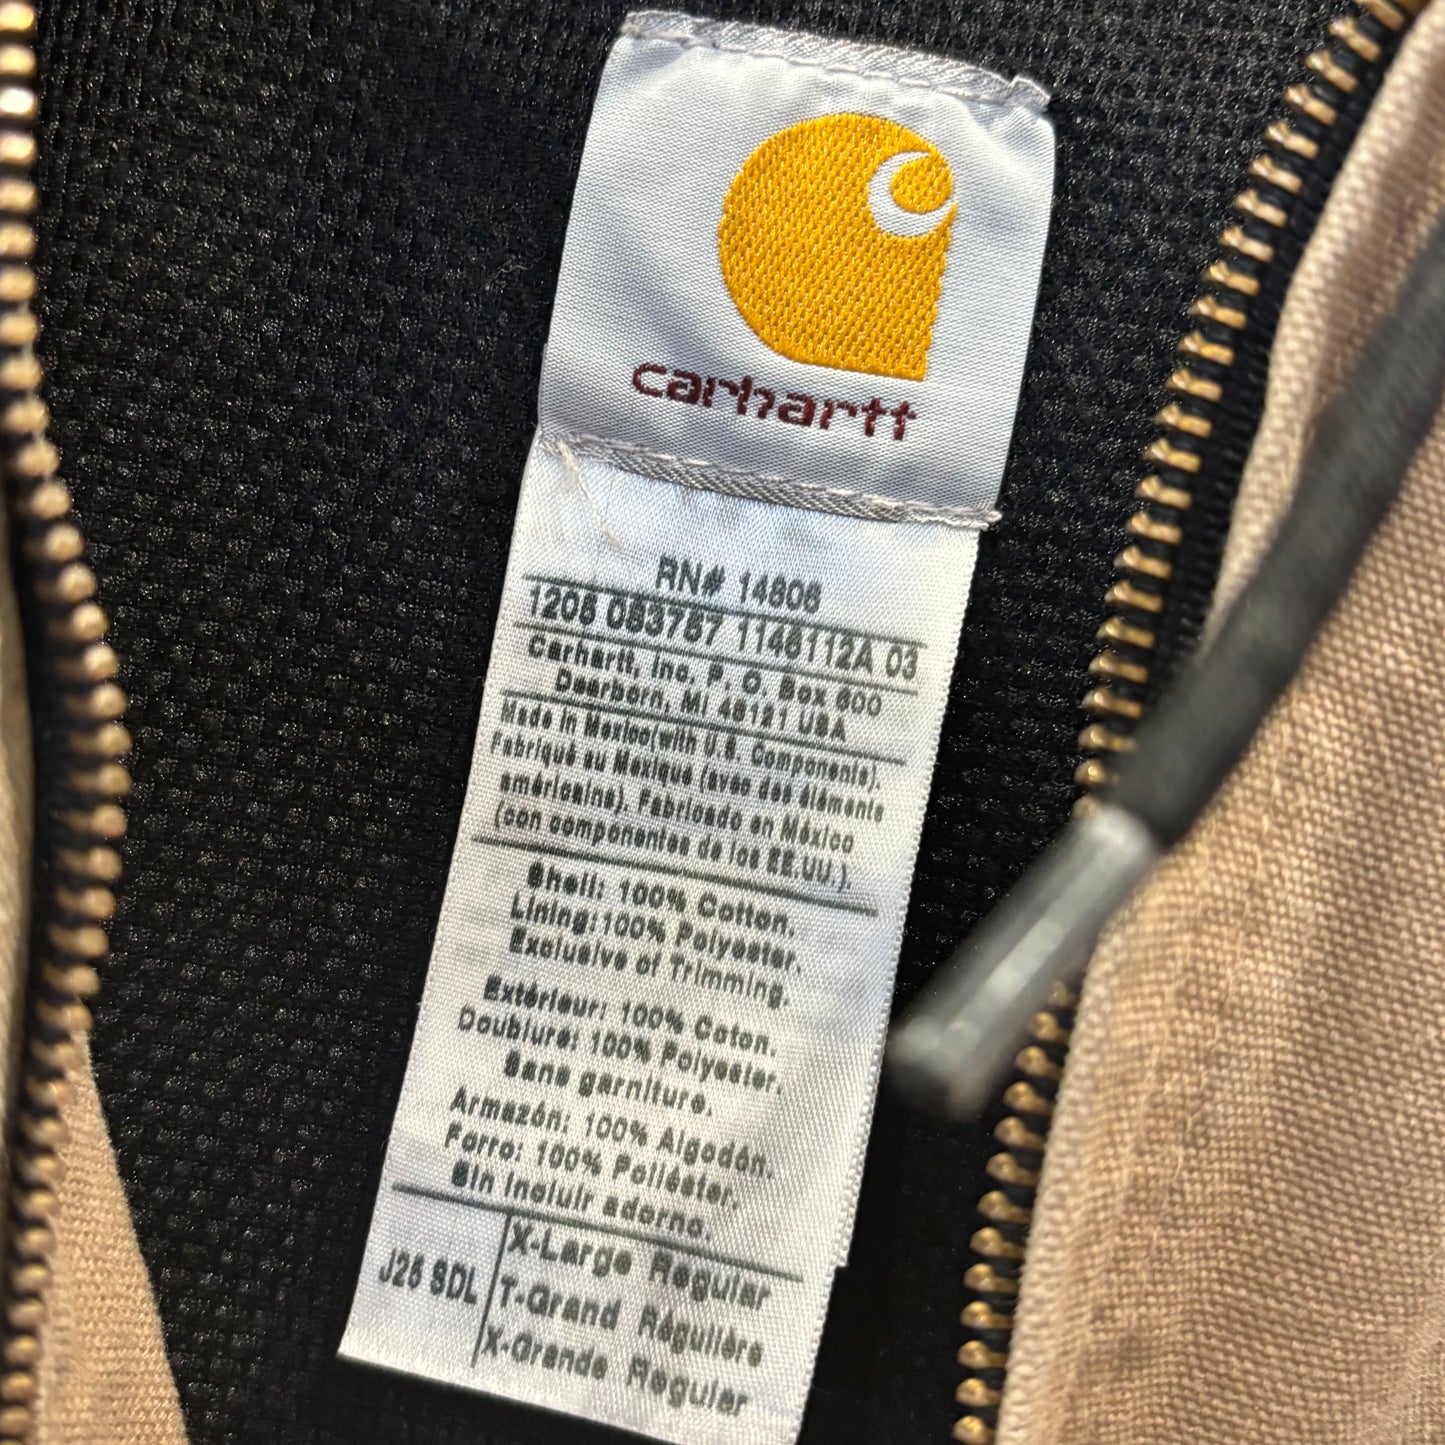 carhartt
RN# 14806
1205 083787 1146112A 03
Carhartt, Inc. P. O. Box 600
Dearborn, MI 48121 USA
Made in Mexico(with U.S. Components).
Fabriqué au Mexique (avec des éléments
américains). Fabricado en México
(con componentes de los EE.UU.).
Shell: 100% Cotton.
Lining:100% Polyester.
Exclusive of Trimming.
Extérieur: 100% Coton.
Doublure: 100% Polyester.
Sans garniture.
Armazón: 100% Algodón.
Forro: 100% Poliéster.
Sin incluir adorno.
J25 SDL
X-Large Regular
T-Grand Régulière
X-Grande Regular